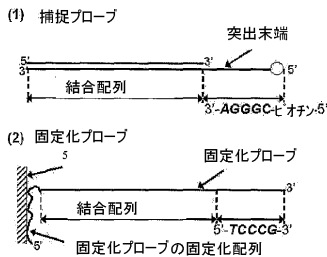 (1) 捕捉プローブ
突出末端
5'
3'
3'
5'
結合配列
3'-AGGGC-ビオチン-5'
(2) 固定化プローブ
5
固定化プローブ
3'
結合配列
5'-TCCCG-3'
5'
固定化プローブの固定化配列